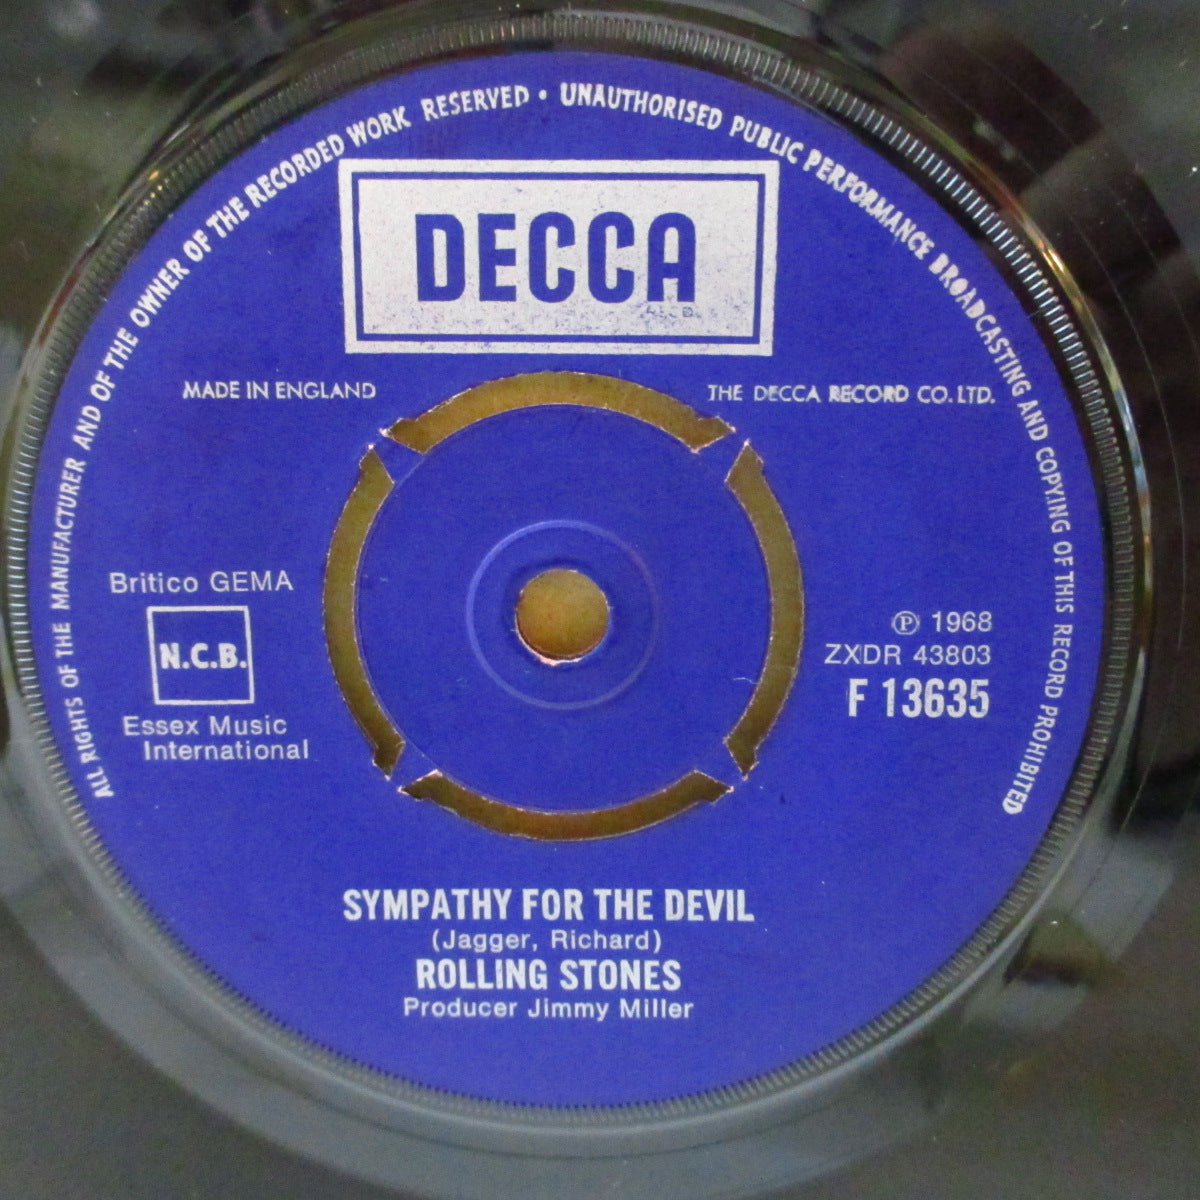 ALL RIGHTS OF THE MANUFACTURER AND OF THE OWNER OF THE RECORDED WORK RESERVED • UNAUTHORISED PUBLIC PERFORMANCE BROADCASTING AND COPYING OF THIS RECORD PROHIBITED
DECCA
MADE IN ENGLAND
THE DECCA RECORD CO. LTD.
Britico GEMA
N.C.B.
Essex Music
International
℗ 1968
ZXDR 43803
F 13635
SYMPATHY FOR THE DEVIL
(Jagger, Richard)
ROLLING STONES
Producer Jimmy Miller